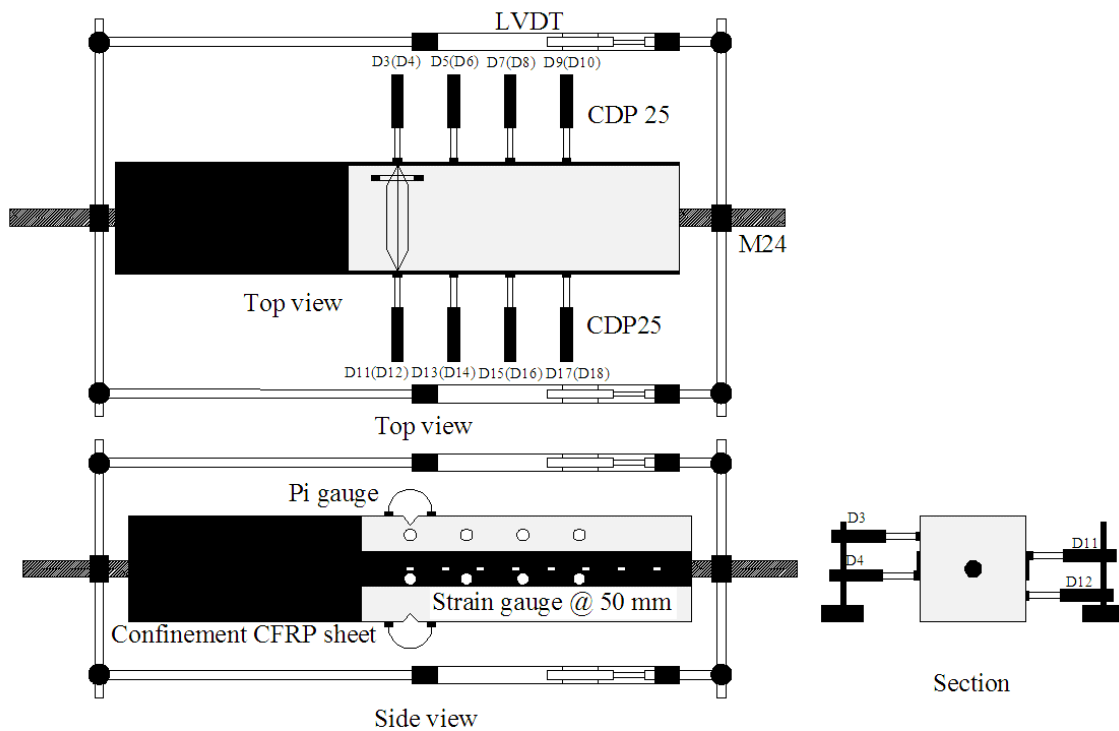 LVDT
D3(D4) D5(D6) D7(D8) D9(D10)
CDP 25
M24
Top view
CDP25
D11(D12) D13(D14) D15(D16) D17(D18)
Top view
Pi gauge
Strain gauge @ 50 mm
Confinement CFRP sheet
Side view
D3
D11
D4
D12
Section